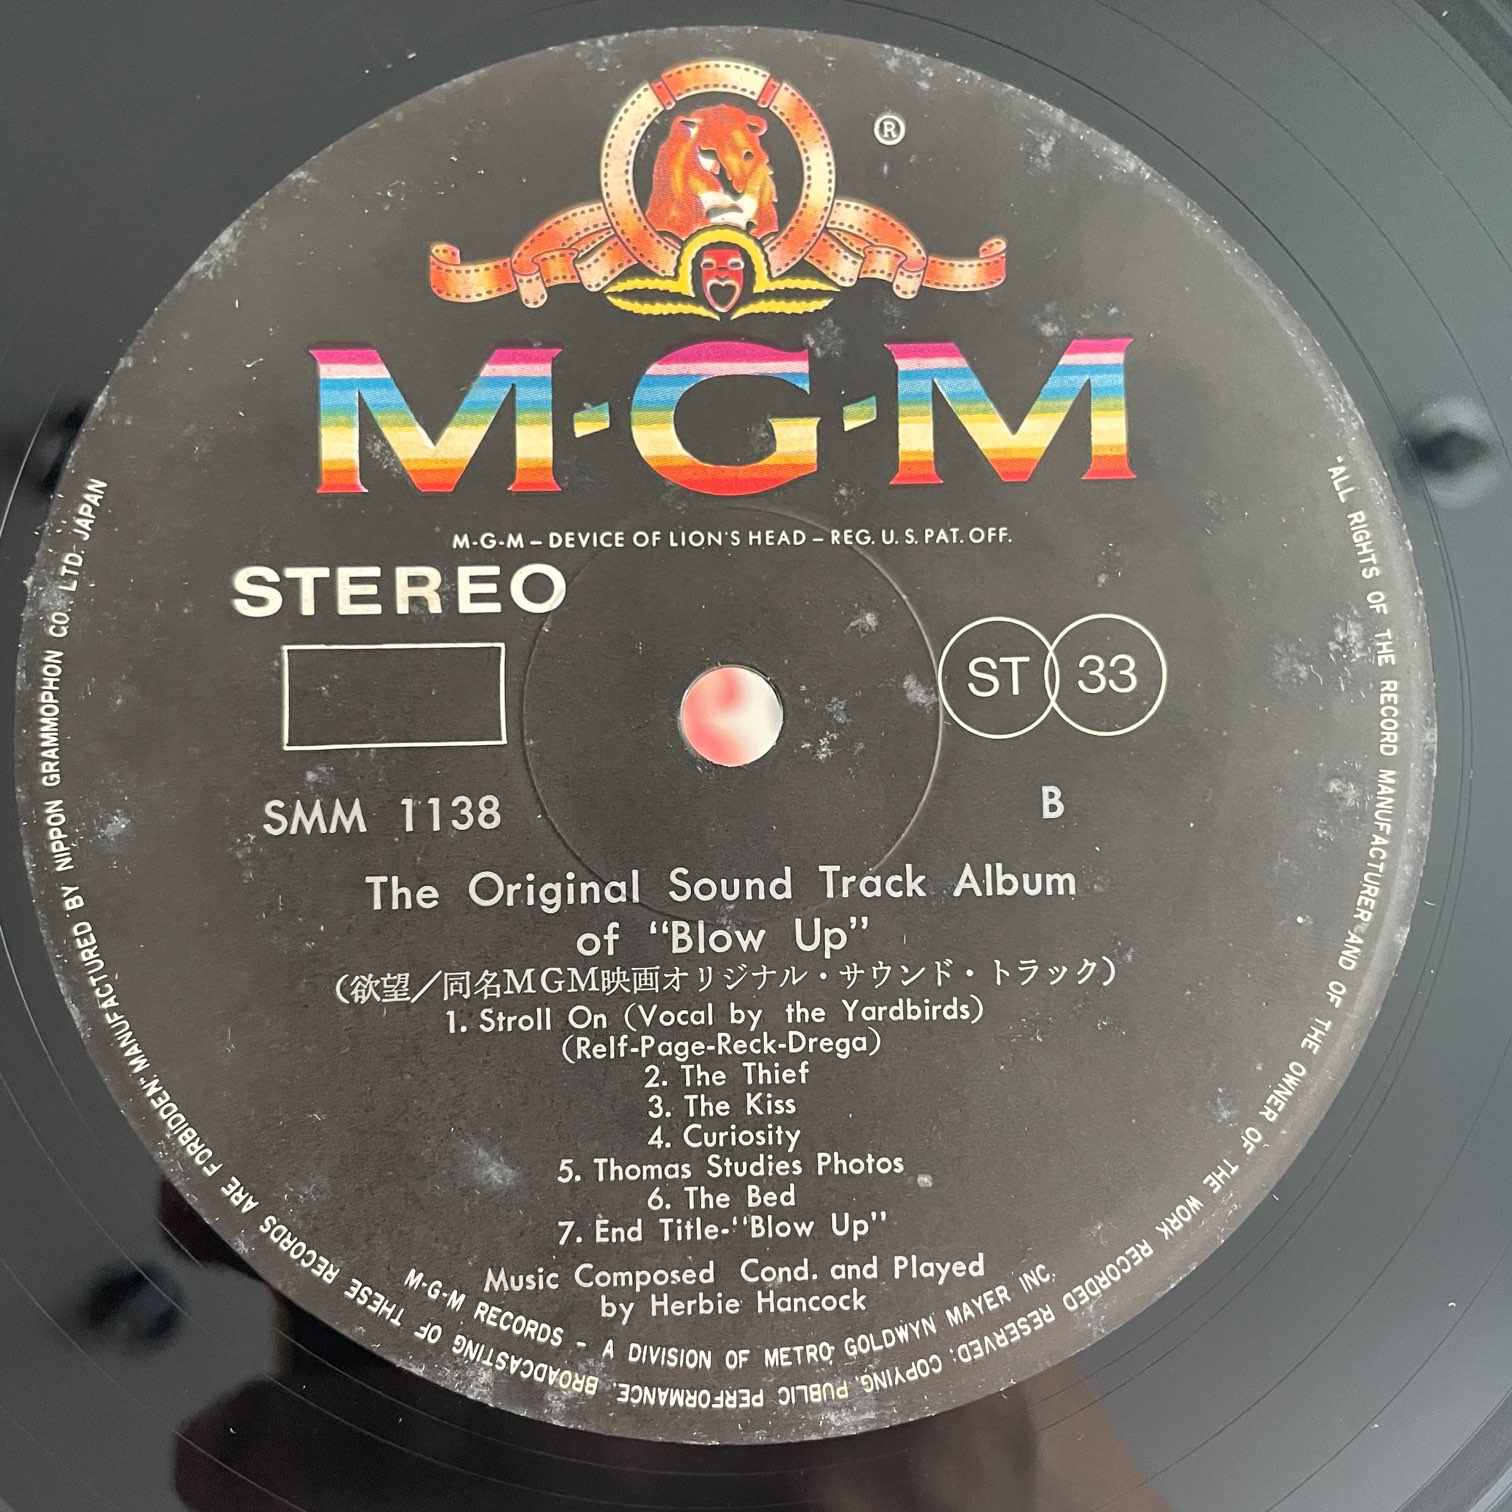 ®
M·G·M
M-G-M – DEVICE OF LION'S HEAD – REG. U. S. PAT. OFF.
STEREO
ST 33
SMM 1138
B
The Original Sound Track Album
of “Blow Up”
(欲望／同名MGM映画オリジナル・サウンド・トラック)
1. Stroll On (Vocal by the Yardbirds)
(Relf-Page-Reck-Drega)
2. The Thief
3. The Kiss
4. Curiosity
5. Thomas Studies Photos
6. The Bed
7. End Title-“Blow Up”
Music Composed Cond. and Played
by Herbie Hancock
M-G-M RECORDS - A DIVISION OF METRO GOLDWYN MAYER INC.
"ALL RIGHTS OF THE RECORD MANUFACTURER AND OF THE OWNER OF THE WORK RECORDED RESERVED; COPYING, PUBLIC PERFORMANCE, BROADCASTING OF THESE RECORDS ARE FORBIDDEN," MANUFACTURED BY NIPPON GRAMMOPHON CO., LTD. JAPAN